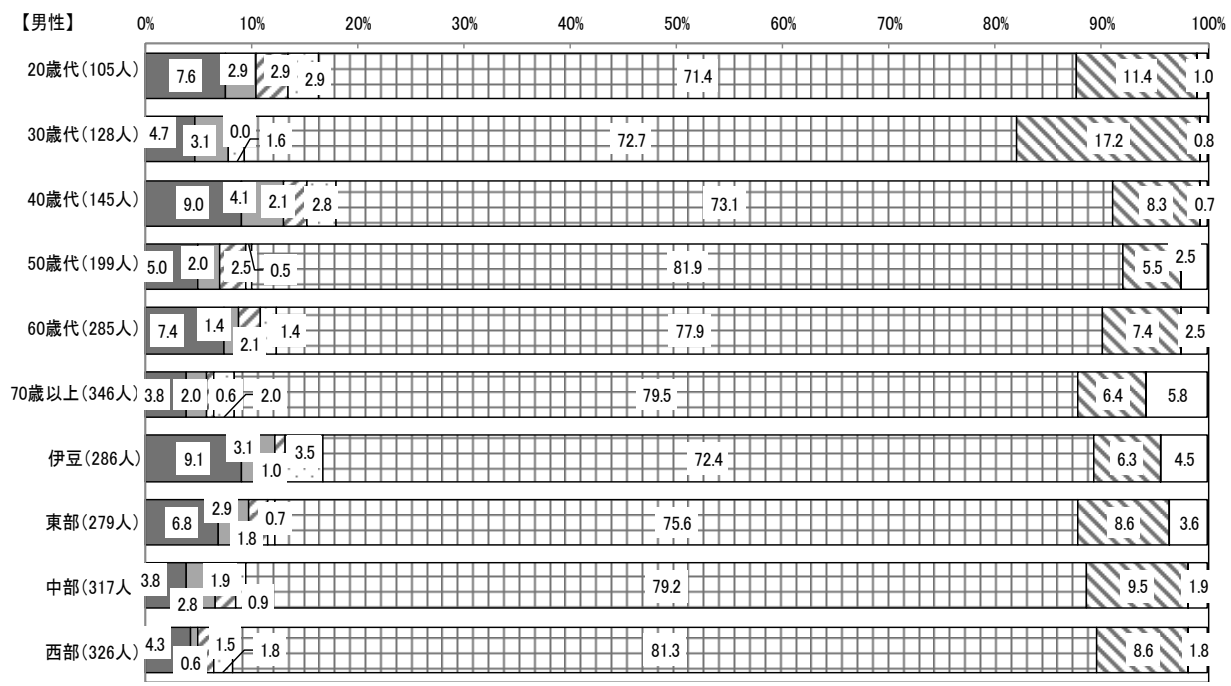 【男性】 0% 10% 20% 30% 40% 50% 60% 70% 80% 90% 100%
20歳代(105人) 7.6 2.9 2.9 2.9 71.4 11.4 1.0
30歳代(128人) 4.7 3.1 0.0 1.6 72.7 17.2 0.8
40歳代(145人) 9.0 4.1 2.1 2.8 73.1 8.3 0.7
50歳代(199人) 5.0 2.0 2.5 0.5 81.9 5.5 2.5
60歳代(285人) 7.4 1.4 2.1 1.4 77.9 7.4 2.5
70歳以上(346人) 3.8 2.0 0.6 2.0 79.5 6.4 5.8
伊豆(286人) 9.1 3.1 1.0 3.5 72.4 6.3 4.5
東部(279人) 6.8 2.9 1.8 0.7 75.6 8.6 3.6
中部(317人 3.8 2.8 1.9 0.9 79.2 9.5 1.9
西部(326人) 4.3 0.6 1.5 1.8 81.3 8.6 1.8